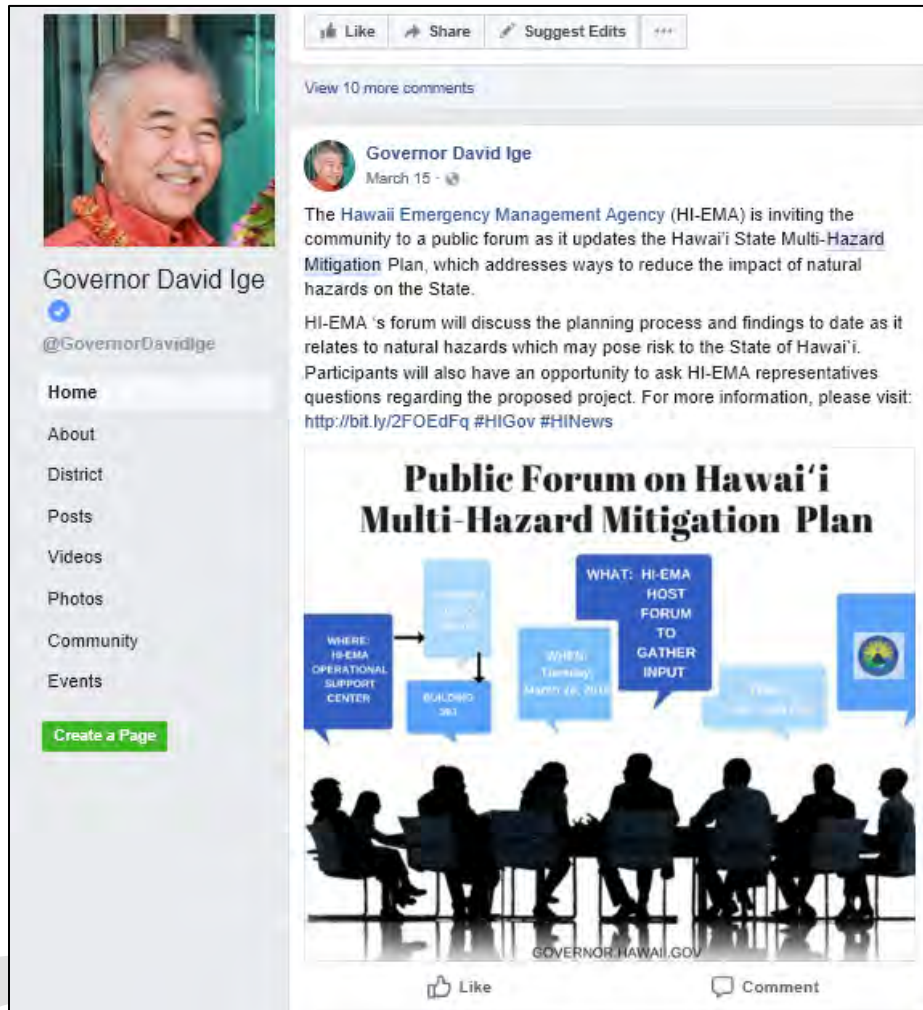 Like Share Suggest Edits
View 10 more comments
Governor David Ige
March 15
The Hawaii Emergency Management Agency (HI-EMA) is inviting the
community to a public forum as it updates the Hawai'i State Multi-Hazard
Mitigation Plan, which addresses ways to reduce the impact of natural
hazards on the State.
HI-EMA 's forum will discuss the planning process and findings to date as it
relates to natural hazards which may pose risk to the State of Hawai`i.
Participants will also have an opportunity to ask HI-EMA representatives
questions regarding the proposed project. For more information, please visit:
http://bit.ly/2FOEdFq #HIGov #HINews
Governor David Ige
@GovernorDavidIge
Home
About
District
Posts
Videos
Photos
Community
Events
Create a Page
Public Forum on Hawaiʻi
Multi-Hazard Mitigation Plan
WHERE:
HI-EMA
OPERATIONAL
SUPPORT
CENTER
BUILDING
WHEN:
Tuesday,
March
WHAT: HI-EMA
HOST
FORUM
TO
GATHER
INPUT
GOVERNOR.HAWAII.GOV
Like Comment